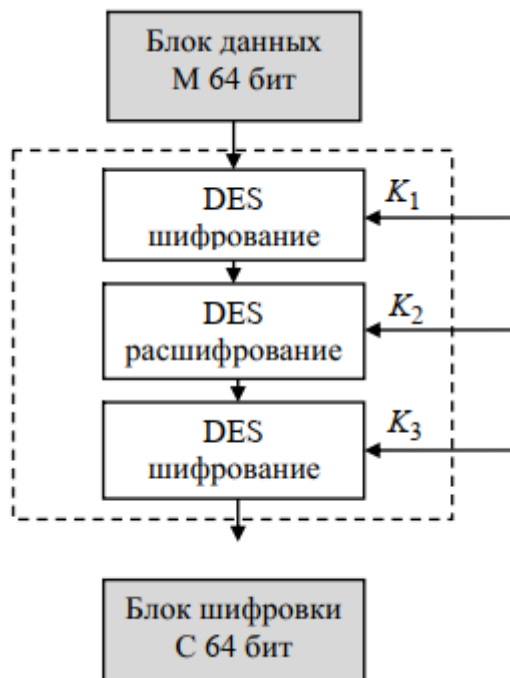 Блок данных
М 64 бит
DES
шифрование
K1
DES
расшифрование
K2
DES
шифрование
K3
Блок шифровки
С 64 бит